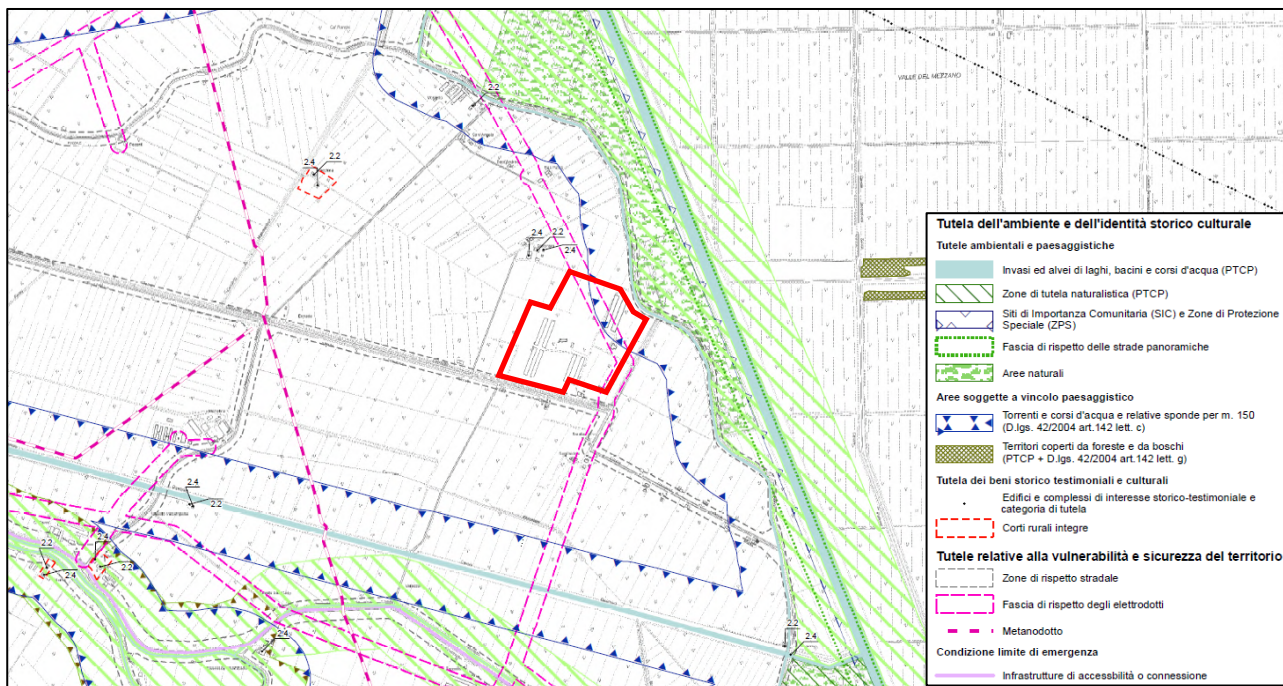 VALLE DEL MEZZANO
2.2
2.4
2.2
2.4
2.2
2.4
2.4
2.2
2.2
2.4
2.4
2.2
2.4
2.2
2.4
Tutela dell'ambiente e dell'identità storico culturale
Tutele ambientali e paesaggistiche
Invasi ed alvei di laghi, bacini e corsi d'acqua (PTCP)
Zone di tutela naturalistica (PTCP)
Siti di Importanza Comunitaria (SIC) e Zone di Protezione
Speciale (ZPS)
Fascia di rispetto delle strade panoramiche
Aree naturali
Aree soggette a vincolo paesaggistico
Torrenti e corsi d'acqua e relative sponde per m. 150
(D.lgs. 42/2004 art.142 lett. c)
Territori coperti da foreste e da boschi
(PTCP + D.lgs. 42/2004 art.142 lett. g)
Tutela dei beni storico testimoniali e culturali
Edifici e complessi di interesse storico-testimoniale e
categoria di tutela
Corti rurali integre
Tutele relative alla vulnerabilità e sicurezza del territorio
Zone di rispetto stradale
Fascia di rispetto degli elettrodotti
Metanodotto
Condizione limite di emergenza
Infrastrutture di accessbilità o connessione